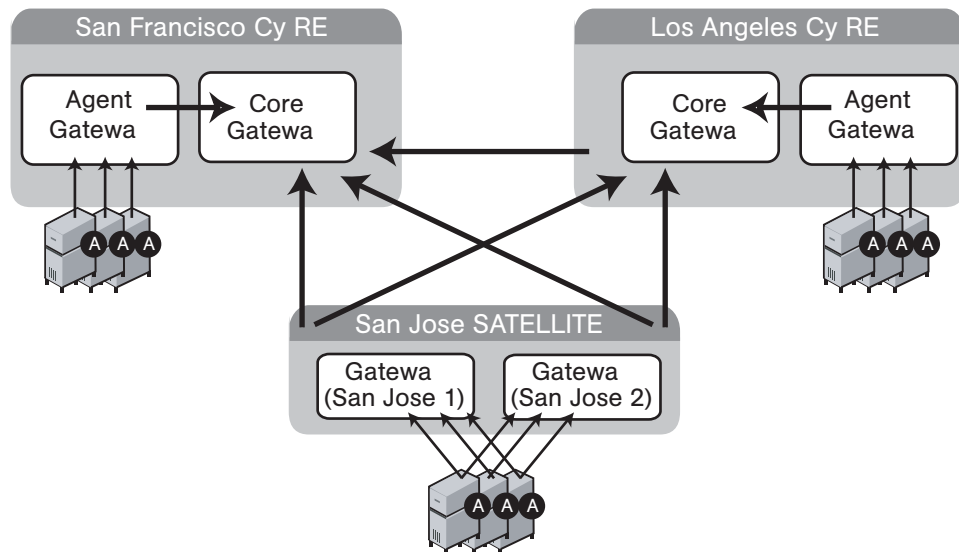 San Francisco Cy RE
Los Angeles Cy RE
Agent
Gatewa
Core
Gatewa
Core
Gatewa
Agent
Gatewa
A A A
A A A
San Jose SATELLITE
Gatewa
(San Jose 1)
Gatewa
(San Jose 2)
A A A